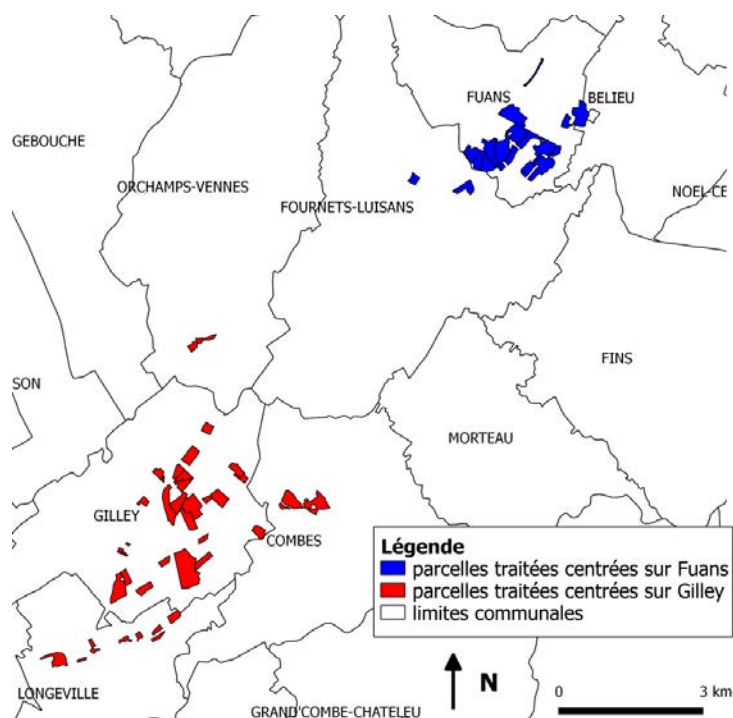 FUANS
BELIEU
GEBOUCHE
ORCHAMPS-VENNES
NOEL-CE
FOURNETS-LUISANS
FINS
SON
MORTEAU
GILLEY
COMBES
Légende
parcelles traitées centrées sur Fuans
parcelles traitées centrées sur Gilley
limites communales
LONGEVILLE
GRAND'COMBE-CHATELEU
N
0 3 km